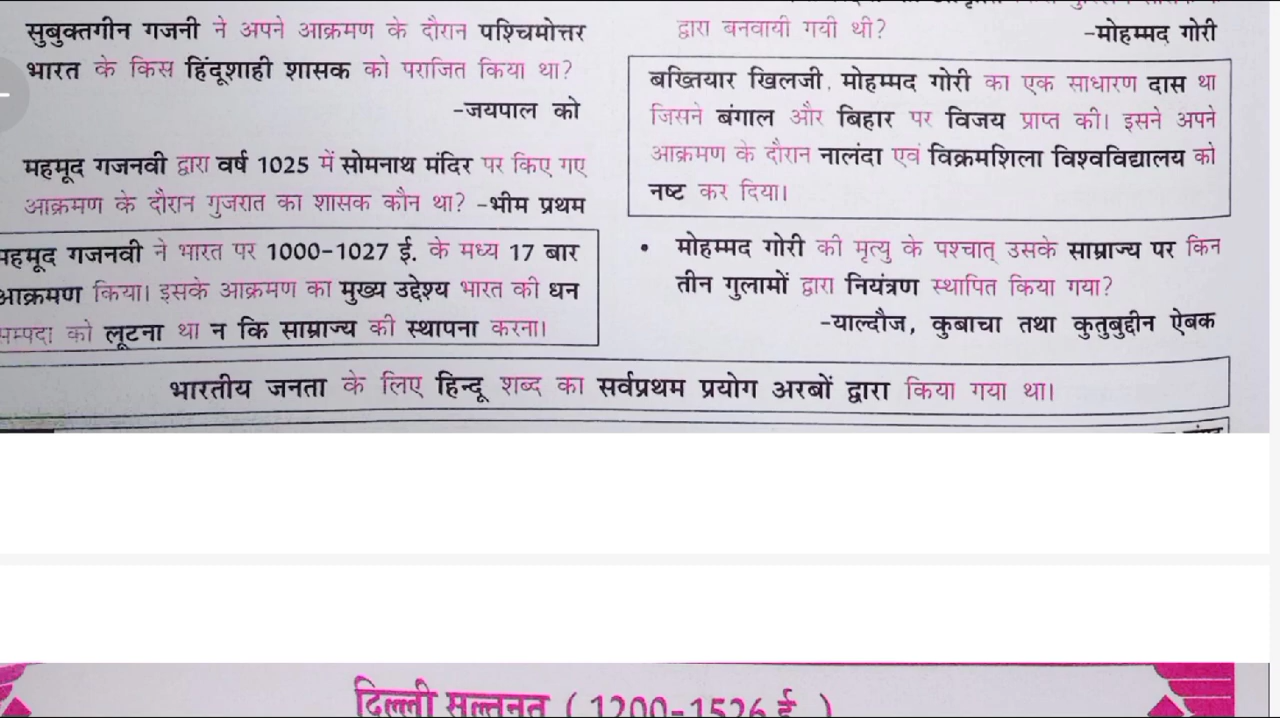 सुबुक्तगीन गजनी ने अपने आक्रमण के दौरान पश्चिमोत्तर
भारत के किस हिंदूशाही शासक को पराजित किया था?
-जयपाल को
महमूद गजनवी द्वारा वर्ष 1025 में सोमनाथ मंदिर पर किए गए
आक्रमण के दौरान गुजरात का शासक कौन था? -भीम प्रथम
महमूद गजनवी ने भारत पर 1000-1027 ई. के मध्य 17 बार
आक्रमण किया। इसके आक्रमण का मुख्य उद्देश्य भारत की धन
सम्पदा को लूटना था न कि साम्राज्य की स्थापना करना।
द्वारा बनवायी गयी थी?
-मोहम्मद गोरी
बख्तियार खिलजी, मोहम्मद गोरी का एक साधारण दास था
जिसने बंगाल और बिहार पर विजय प्राप्त की। इसने अपने
आक्रमण के दौरान नालंदा एवं विक्रमशिला विश्वविद्यालय को
नष्ट कर दिया।
• मोहम्मद गोरी की मृत्यु के पश्चात् उसके साम्राज्य पर किन
तीन गुलामों द्वारा नियंत्रण स्थापित किया गया?
-याल्दौज, कुबाचा तथा कुतुबुद्दीन ऐबक
भारतीय जनता के लिए हिन्दू शब्द का सर्वप्रथम प्रयोग अरबों द्वारा किया गया था।
दिल्ली सल्तनत ( 1200-1526 ई )